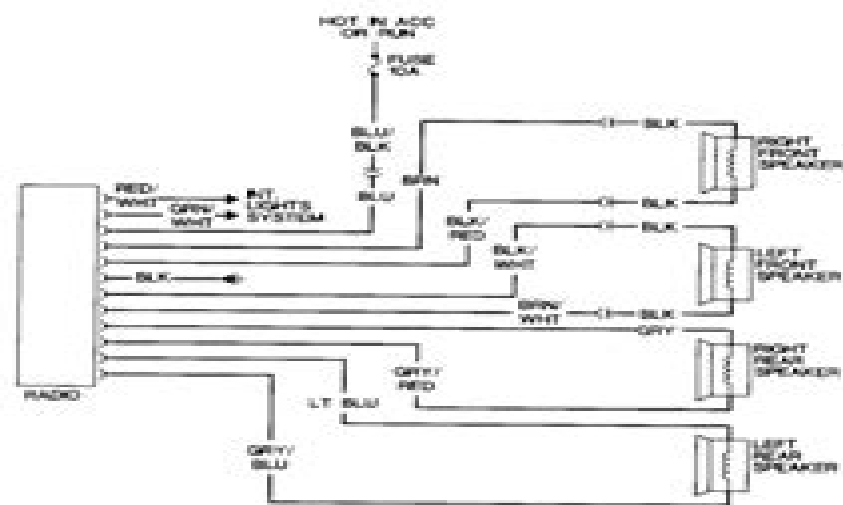 HOT IN ACC
OR RUN
FUSE
10A
BLU/
BLK
BLU
BRN
BLK
RIGHT
FRONT
SPEAKER
RED/
WHT
INT
LIGHTS
SYSTEM
GRN/
WHT
BLK/
RED
BLK
BLK/
WHT
BLK
LEFT
FRONT
SPEAKER
BRN/
WHT
BLK
GRY
RIGHT
REAR
SPEAKER
GRY/
RED
RADIO
LT BLU
GRY/
BLU
LEFT
REAR
SPEAKER